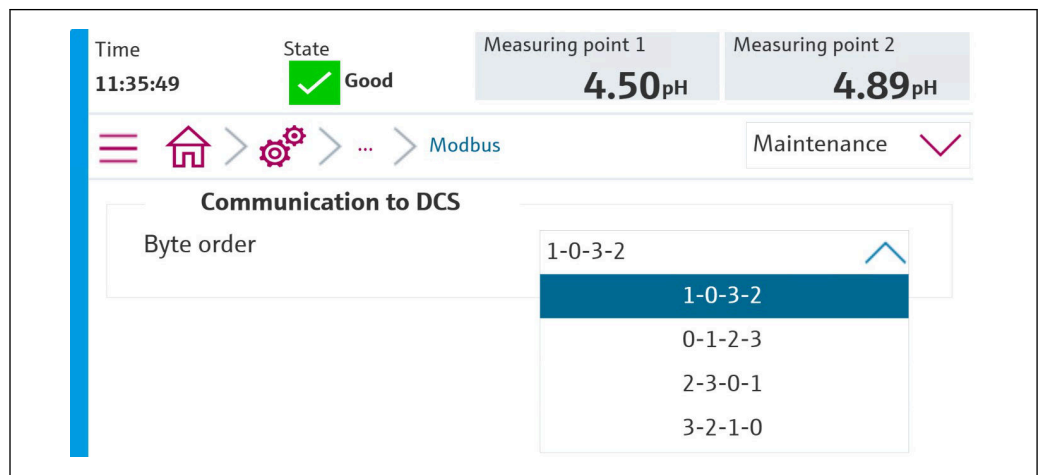 Time State Measuring point 1 Measuring point 2
11:35:49 Good 4.50pH 4.89pH
... Modbus Maintenance
Communication to DCS
Byte order 1-0-3-2
1-0-3-2
0-1-2-3
2-3-0-1
3-2-1-0